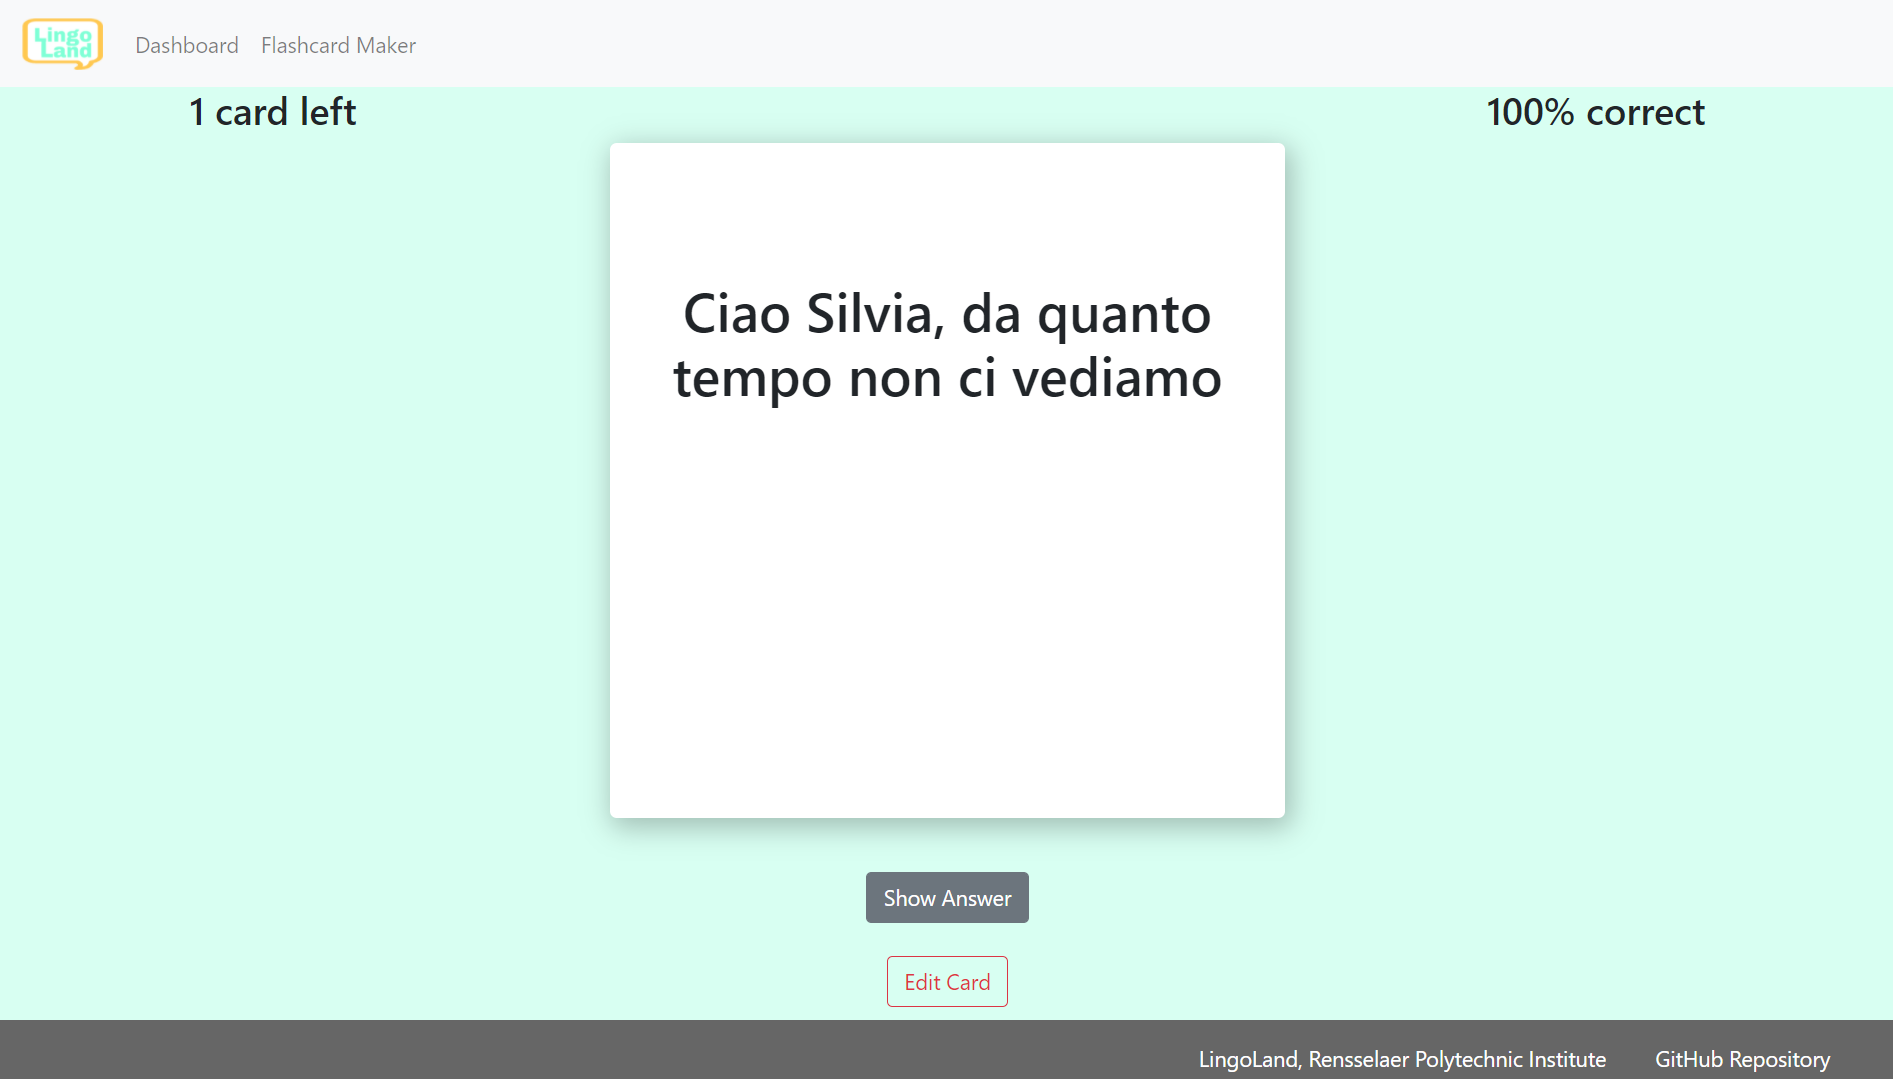 Lingo
Land
Dashboard
Flashcard Maker
1 card left
100% correct
Ciao Silvia, da quanto
tempo non ci vediamo
Show Answer
Edit Card
LingoLand, Rensselaer Polytechnic Institute
GitHub Repository